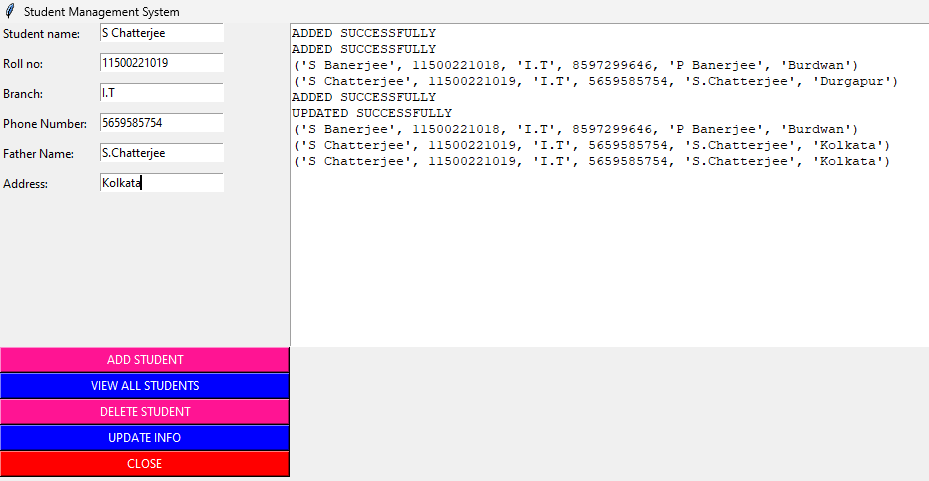 Student Management System
Student name: S Chatterjee
Roll no: 11500221019
Branch: I.T
Phone Number: 5659585754
Father Name: S.Chatterjee
Address: Kolkata
ADDED SUCCESSFULLY
ADDED SUCCESSFULLY
('S Banerjee', 11500221018, 'I.T', 8597299646, 'P Banerjee', 'Burdwan')
('S Chatterjee', 11500221019, 'I.T', 5659585754, 'S.Chatterjee', 'Durgapur')
ADDED SUCCESSFULLY
UPDATED SUCCESSFULLY
('S Banerjee', 11500221018, 'I.T', 8597299646, 'P Banerjee', 'Burdwan')
('S Chatterjee', 11500221019, 'I.T', 5659585754, 'S.Chatterjee', 'Kolkata')
('S Chatterjee', 11500221019, 'I.T', 5659585754, 'S.Chatterjee', 'Kolkata')
ADD STUDENT
VIEW ALL STUDENTS
DELETE STUDENT
UPDATE INFO
CLOSE